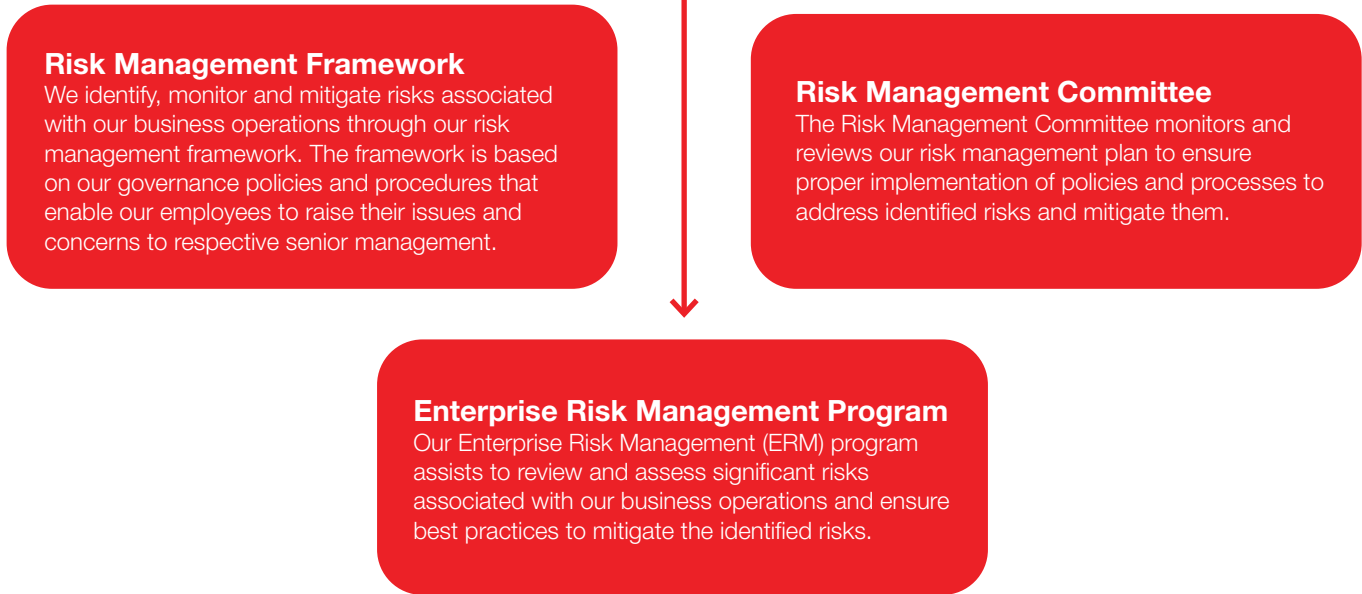 Risk Management Framework
We identify, monitor and mitigate risks associated
with our business operations through our risk
management framework. The framework is based
on our governance policies and procedures that
enable our employees to raise their issues and
concerns to respective senior management.
Risk Management Committee
The Risk Management Committee monitors and
reviews our risk management plan to ensure
proper implementation of policies and processes to
address identified risks and mitigate them.
Enterprise Risk Management Program
Our Enterprise Risk Management (ERM) program
assists to review and assess significant risks
associated with our business operations and ensure
best practices to mitigate the identified risks.